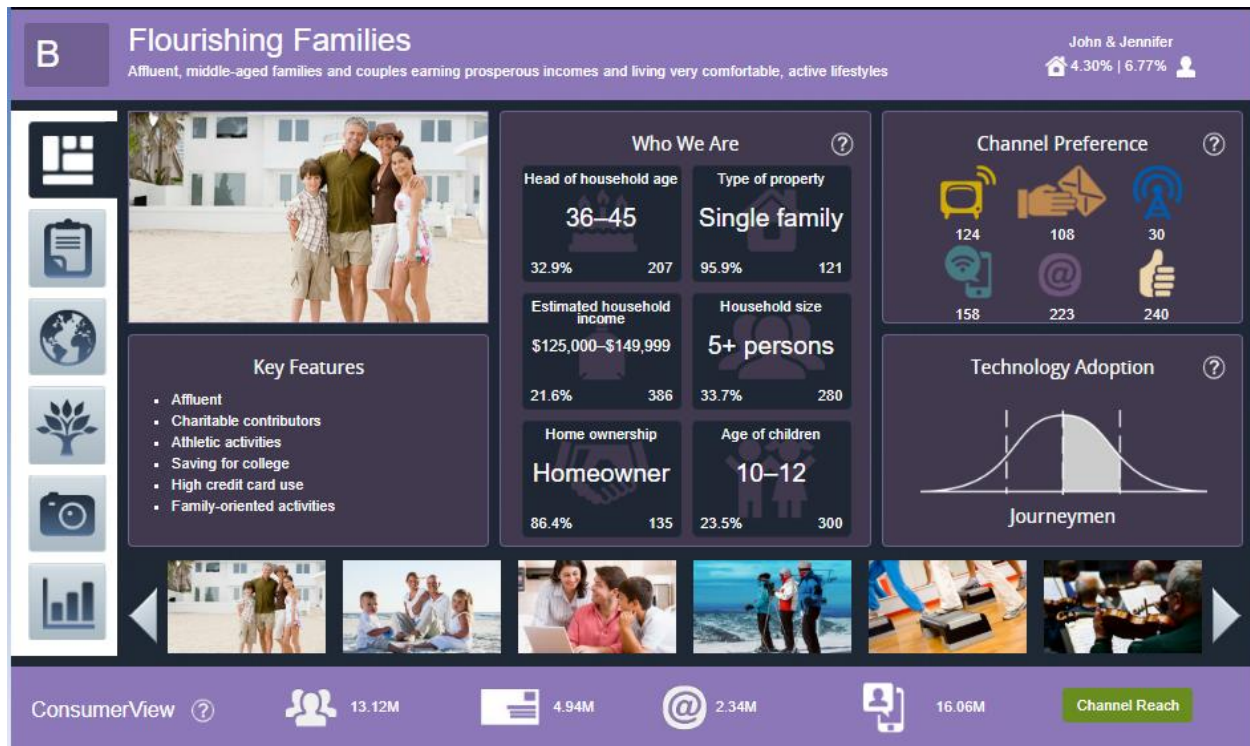 B
Flourishing Families
Affluent, middle-aged families and couples earning prosperous incomes and living very comfortable, active lifestyles
John & Jennifer
4.30% | 6.77%
Key Features
Affluent
Charitable contributors
Athletic activities
Saving for college
High credit card use
Family-oriented activities
Who We Are ?
Head of household age
36–45
32.9% 207
Type of property
Single family
95.9% 121
Estimated household
income
$125,000–$149,999
21.6% 386
Household size
5+ persons
33.7% 280
Home ownership
Homeowner
86.4% 135
Age of children
10–12
23.5% 300
Channel Preference ?
124 108 30
@
158 223 240
Technology Adoption ?
Journeymen
ConsumerView ? 13.12M 4.94M @ 2.34M 16.06M Channel Reach